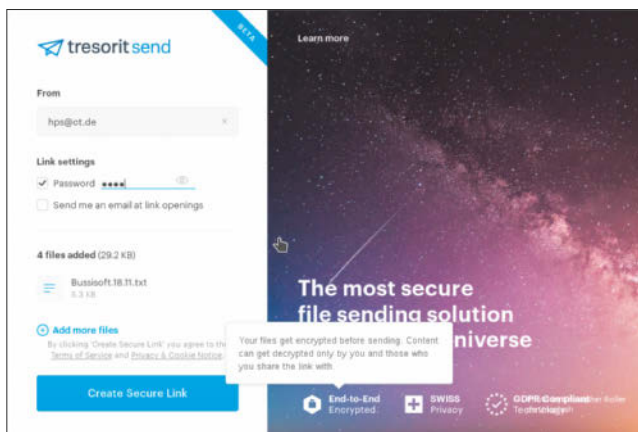 tresorit send
BETA
From
hps@ct.de
Link settings
Password ••••
Send me an email at link openings
4 files added (29.2 KB)
Bussisoft.18.11.txt
Add more files
By clicking 'Create Secure Link' you agree to the
Terms of Service and Privacy & Cookie Notice.
Create Secure Link
Learn more
The most secure
file sending solution
niverse
Your files get encrypted before sending. Content
can get decrypted only by you and those who
you share the link with
End-to-End
Encrypted.
SWISS
Privacy
GDPR Compliant
Technology